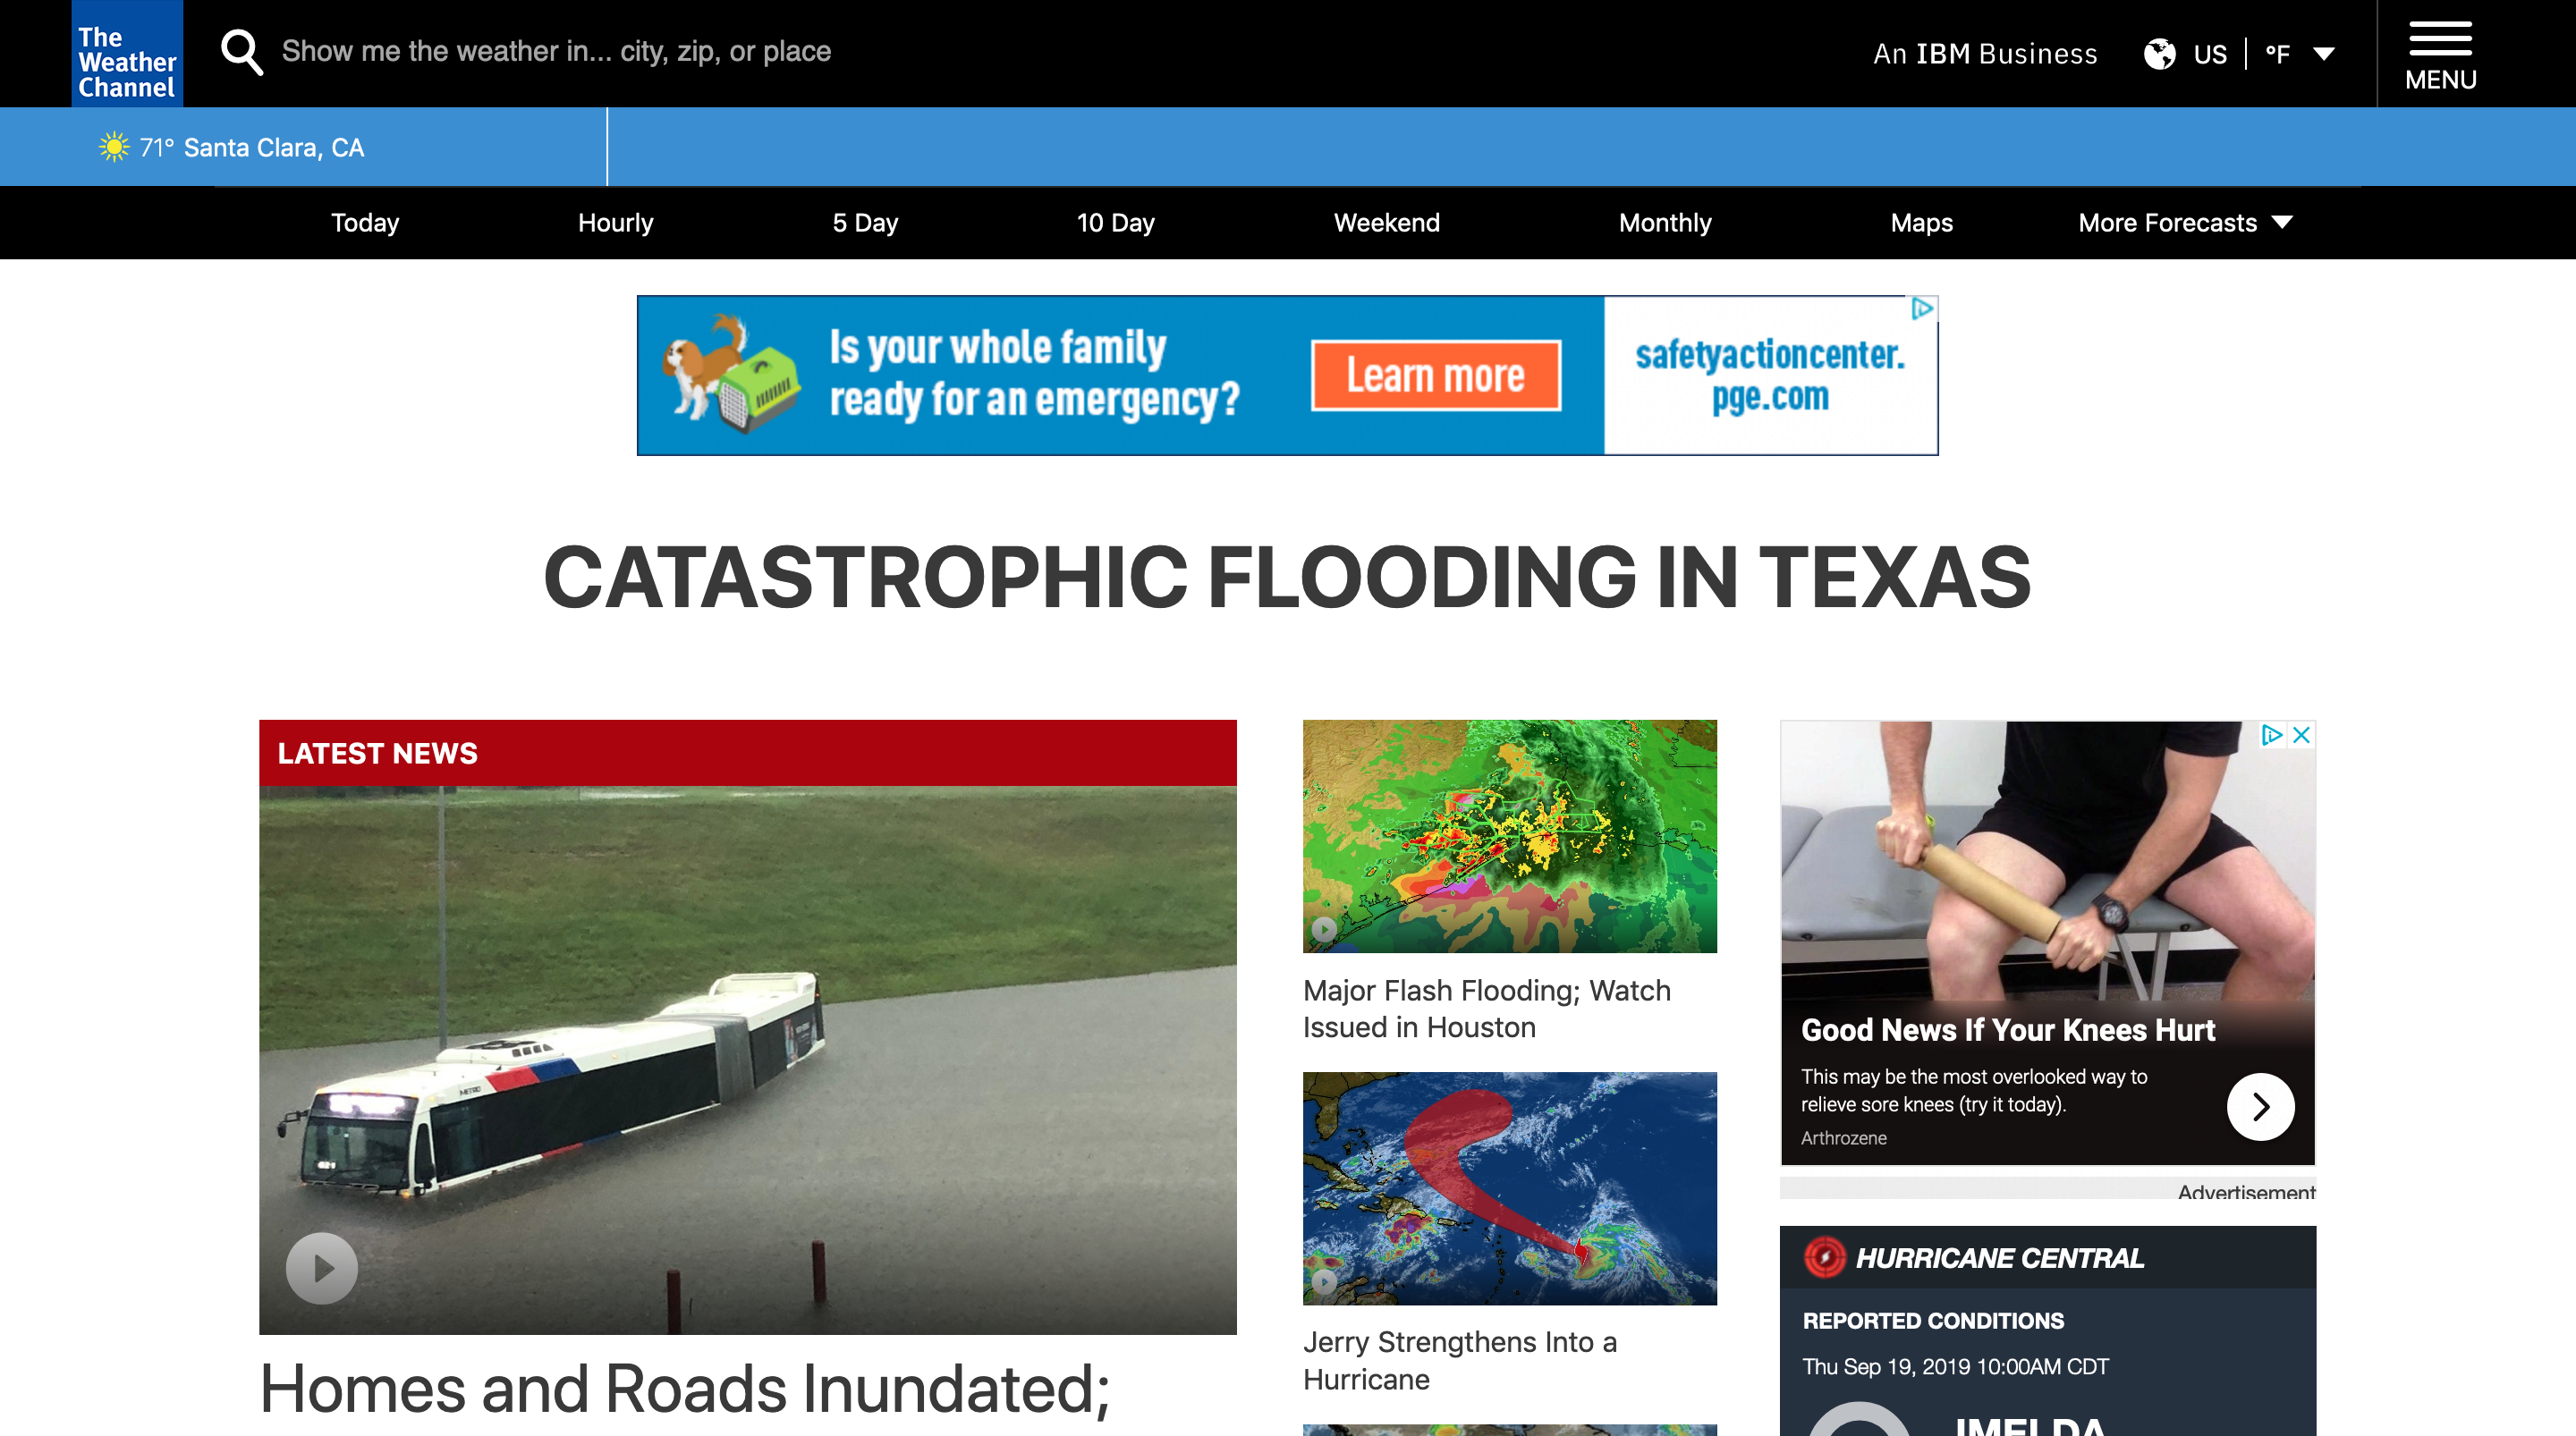 The
Weather
Channel
Show me the weather in... city, zip, or place
An IBM Business
US
°F
MENU
71° Santa Clara, CA
Today
Hourly
5 Day
10 Day
Weekend
Monthly
Maps
More Forecasts
Is your whole family
ready for an emergency?
Learn more
safetyactioncenter.
pge.com
CATASTROPHIC FLOODING IN TEXAS
LATEST NEWS
METRO
Homes and Roads Inundated;
Major Flash Flooding; Watch
Issued in Houston
Jerry Strengthens Into a
Hurricane
Good News If Your Knees Hurt
This may be the most overlooked way to
relieve sore knees (try it today).
Arthrozene
Advertisement
HURRICANE CENTRAL
REPORTED CONDITIONS
Thu Sep 19, 2019 10:00AM CDT
IMELDA